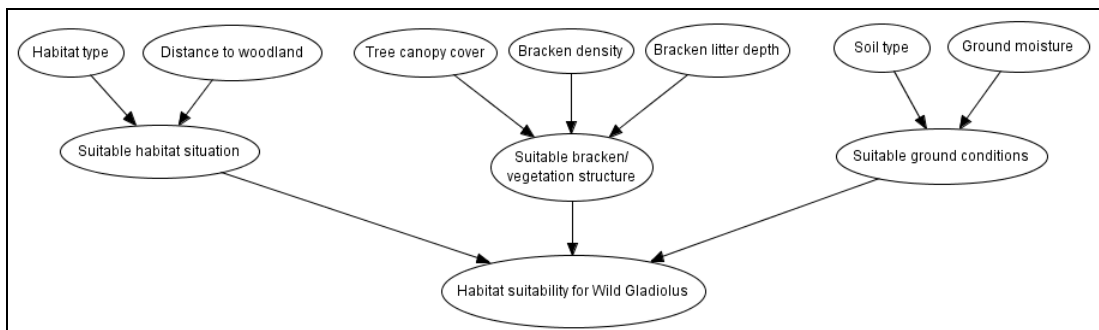 Habitat type
Distance to woodland
Tree canopy cover
Bracken density
Bracken litter depth
Soil type
Ground moisture
Suitable habitat situation
Suitable bracken/
vegetation structure
Suitable ground conditions
Habitat suitability for Wild Gladiolus